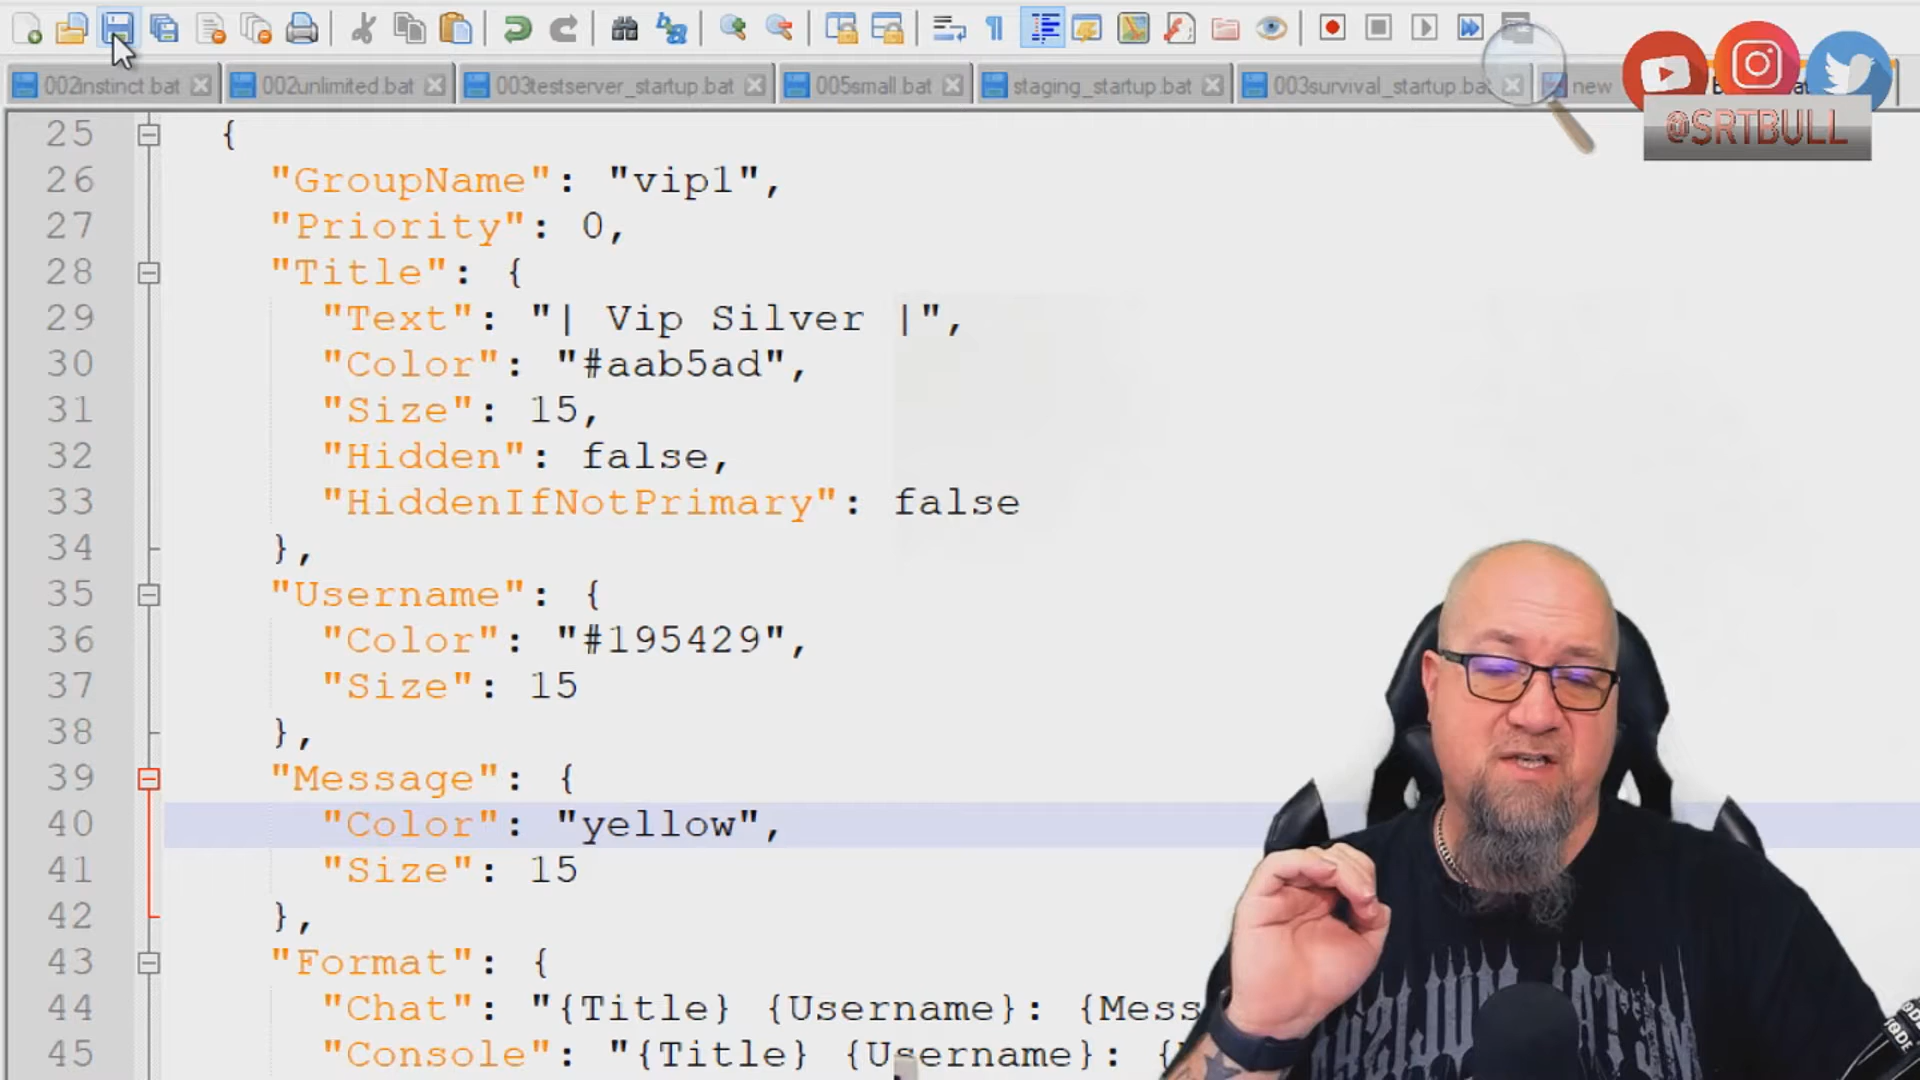 002instinct.bat 002unlimited.bat 003testserver_startup.bat 005small.bat staging_startup.bat 003survival_startup.bat new
@SRTBULL
25 {
26 "GroupName": "vip1",
27 "Priority": 0,
28 "Title": {
29 "Text": "| Vip Silver |",
30 "Color": "#aab5ad",
31 "Size": 15,
32 "Hidden": false,
33 "HiddenIfNotPrimary": false
34 },
35 "Username": {
36 "Color": "#195429",
37 "Size": 15
38 },
39 "Message": {
40 "Color": "yellow",
41 "Size": 15
42 },
43 "Format": {
44 "Chat": "{Title} {Username}: {Mess
45 "Console": "{Title} {Username}: {